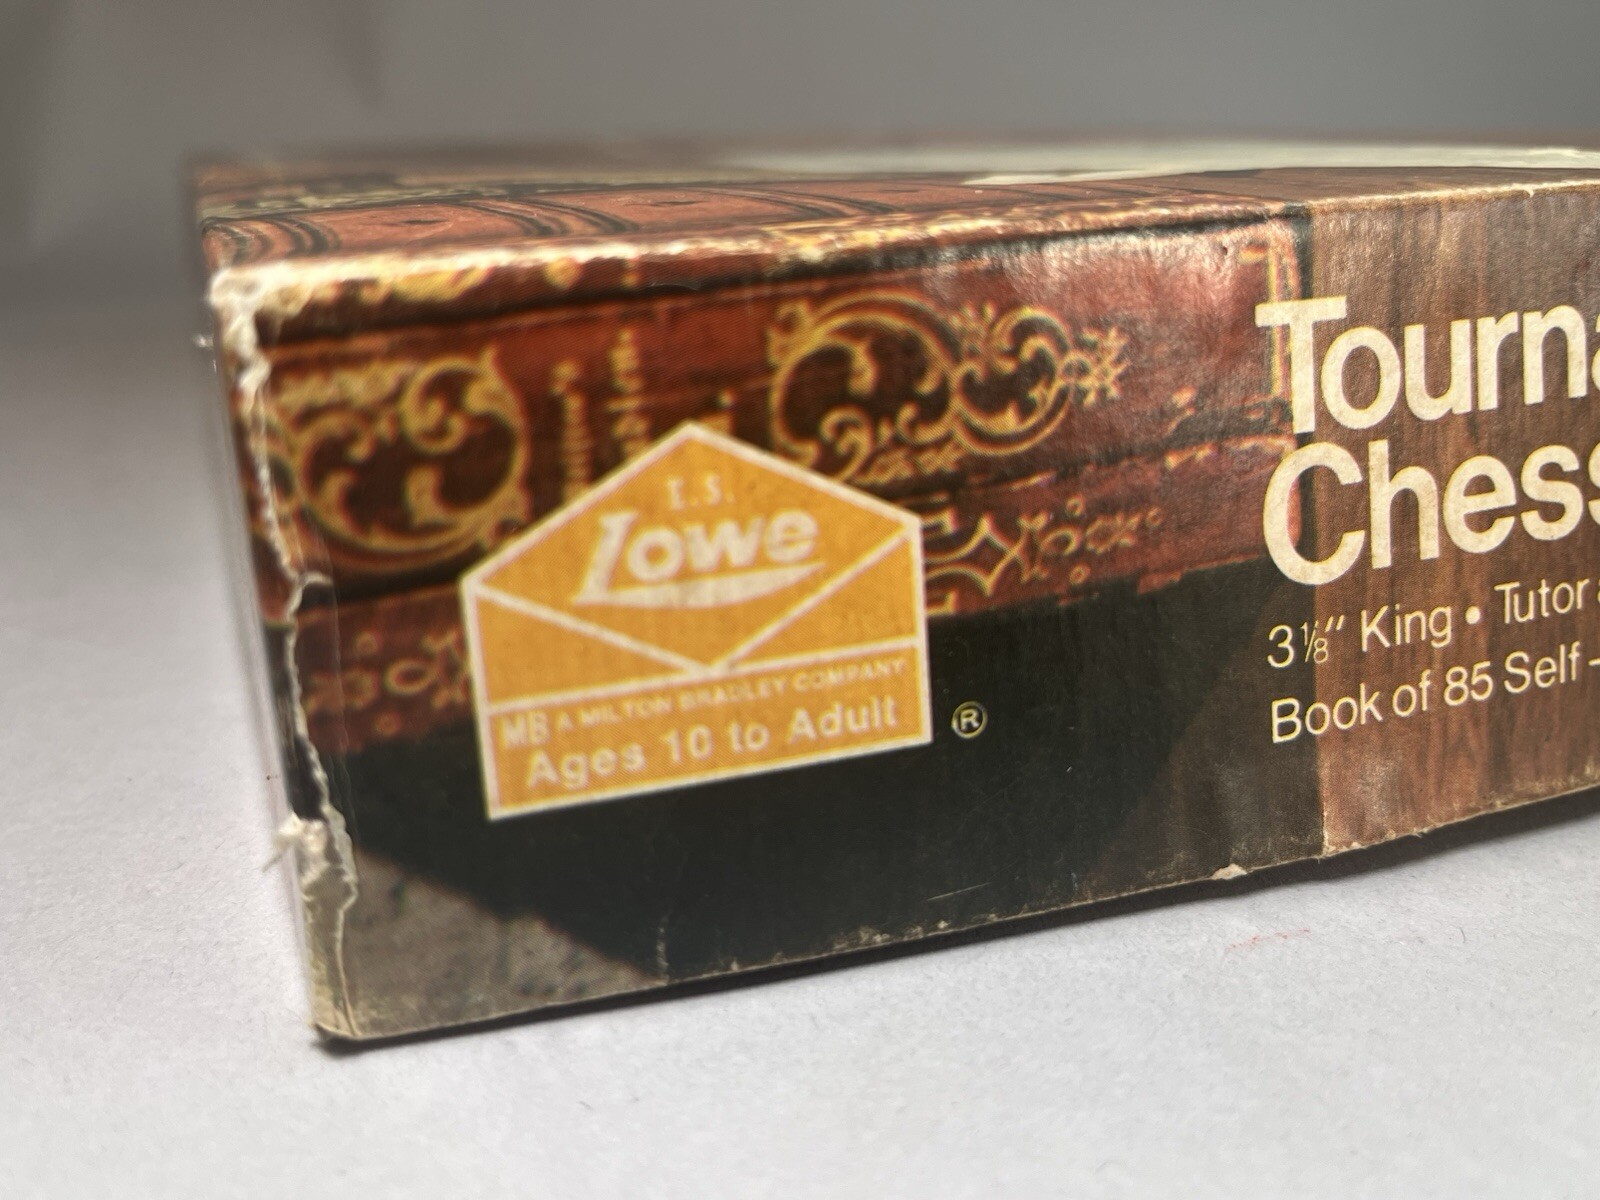 E.S.
Lowe
MB A MILTON BRADLEY COMPANY
Ages 10 to Adult
®
Tourna
Chess
3⅛" King • Tutor
Book of 85 Self-